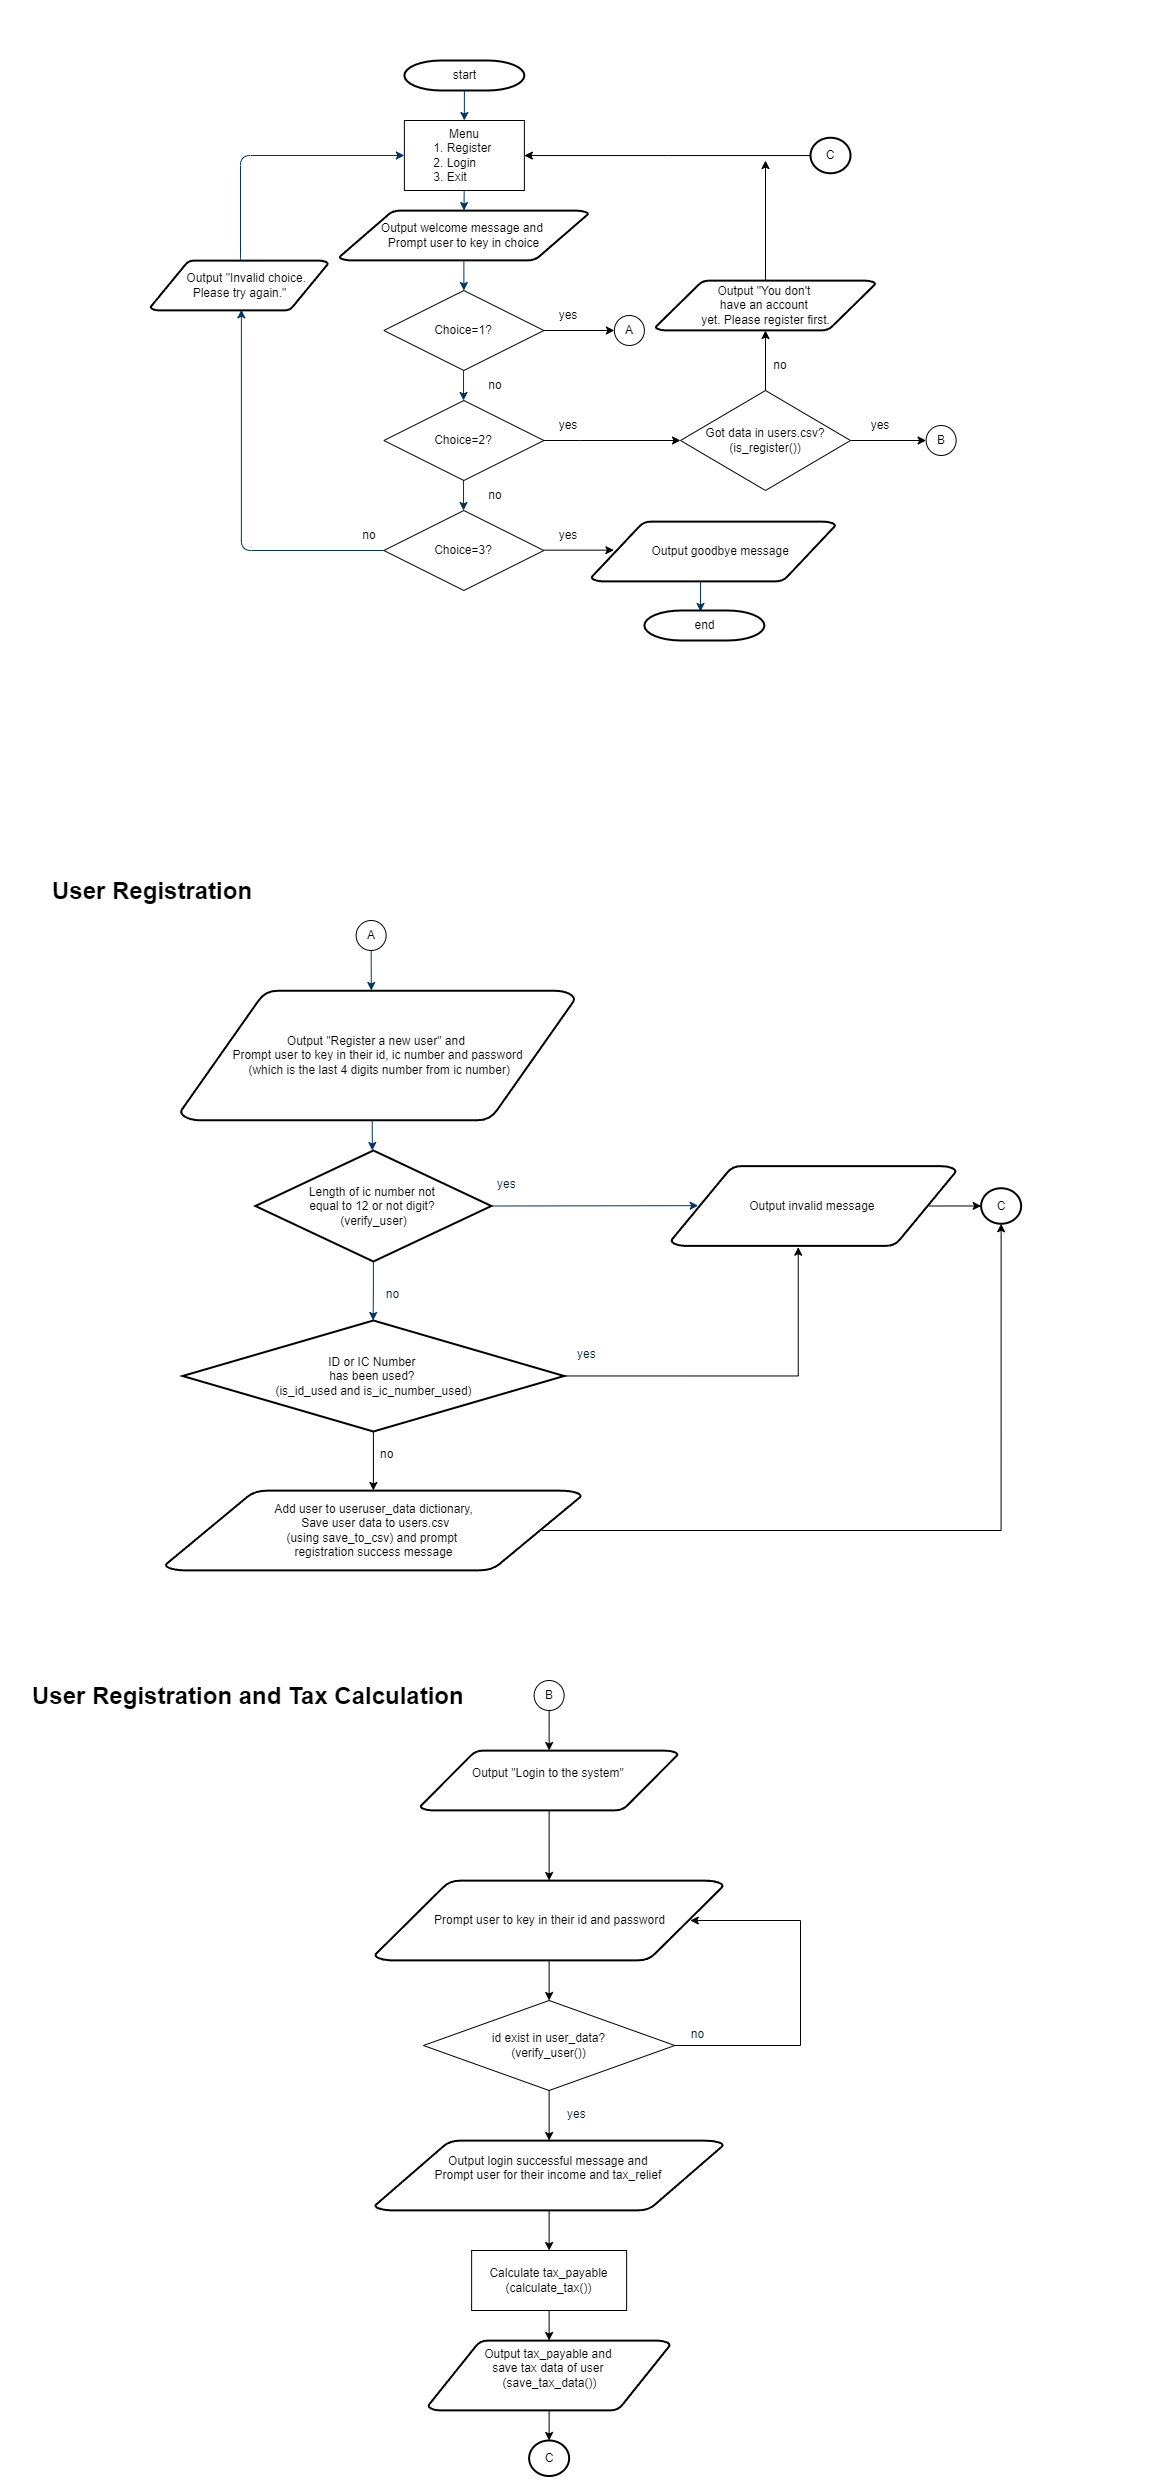 start
Menu
1. Register
2. Login
3. Exit
C
Output welcome message and
Prompt user to key in choice
Output "Invalid choice.
Please try again."
Output "You don't
have an account
yet. Please register first.
Choice=1?
yes
A
no
no
Choice=2?
yes
Got data in users.csv?
(is_register())
yes
B
no
Choice=3?
no
yes
Output goodbye message
end
User Registration
A
Output "Register a new user" and
Prompt user to key in their id, ic number and password
(which is the last 4 digits number from ic number)
Length of ic number not
equal to 12 or not digit?
(verify_user)
yes
Output invalid message
C
no
ID or IC Number
has been used?
(is_id_used and is_ic_number_used)
yes
no
Add user to useruser_data dictionary,
Save user data to users.csv
(using save_to_csv) and prompt
registration success message
User Registration and Tax Calculation
B
Output "Login to the system"
Prompt user to key in their id and password
id exist in user_data?
(verify_user())
no
yes
Output login successful message and
Prompt user for their income and tax_relief
Calculate tax_payable
(calculate_tax())
Output tax_payable and
save tax data of user
(save_tax_data())
C